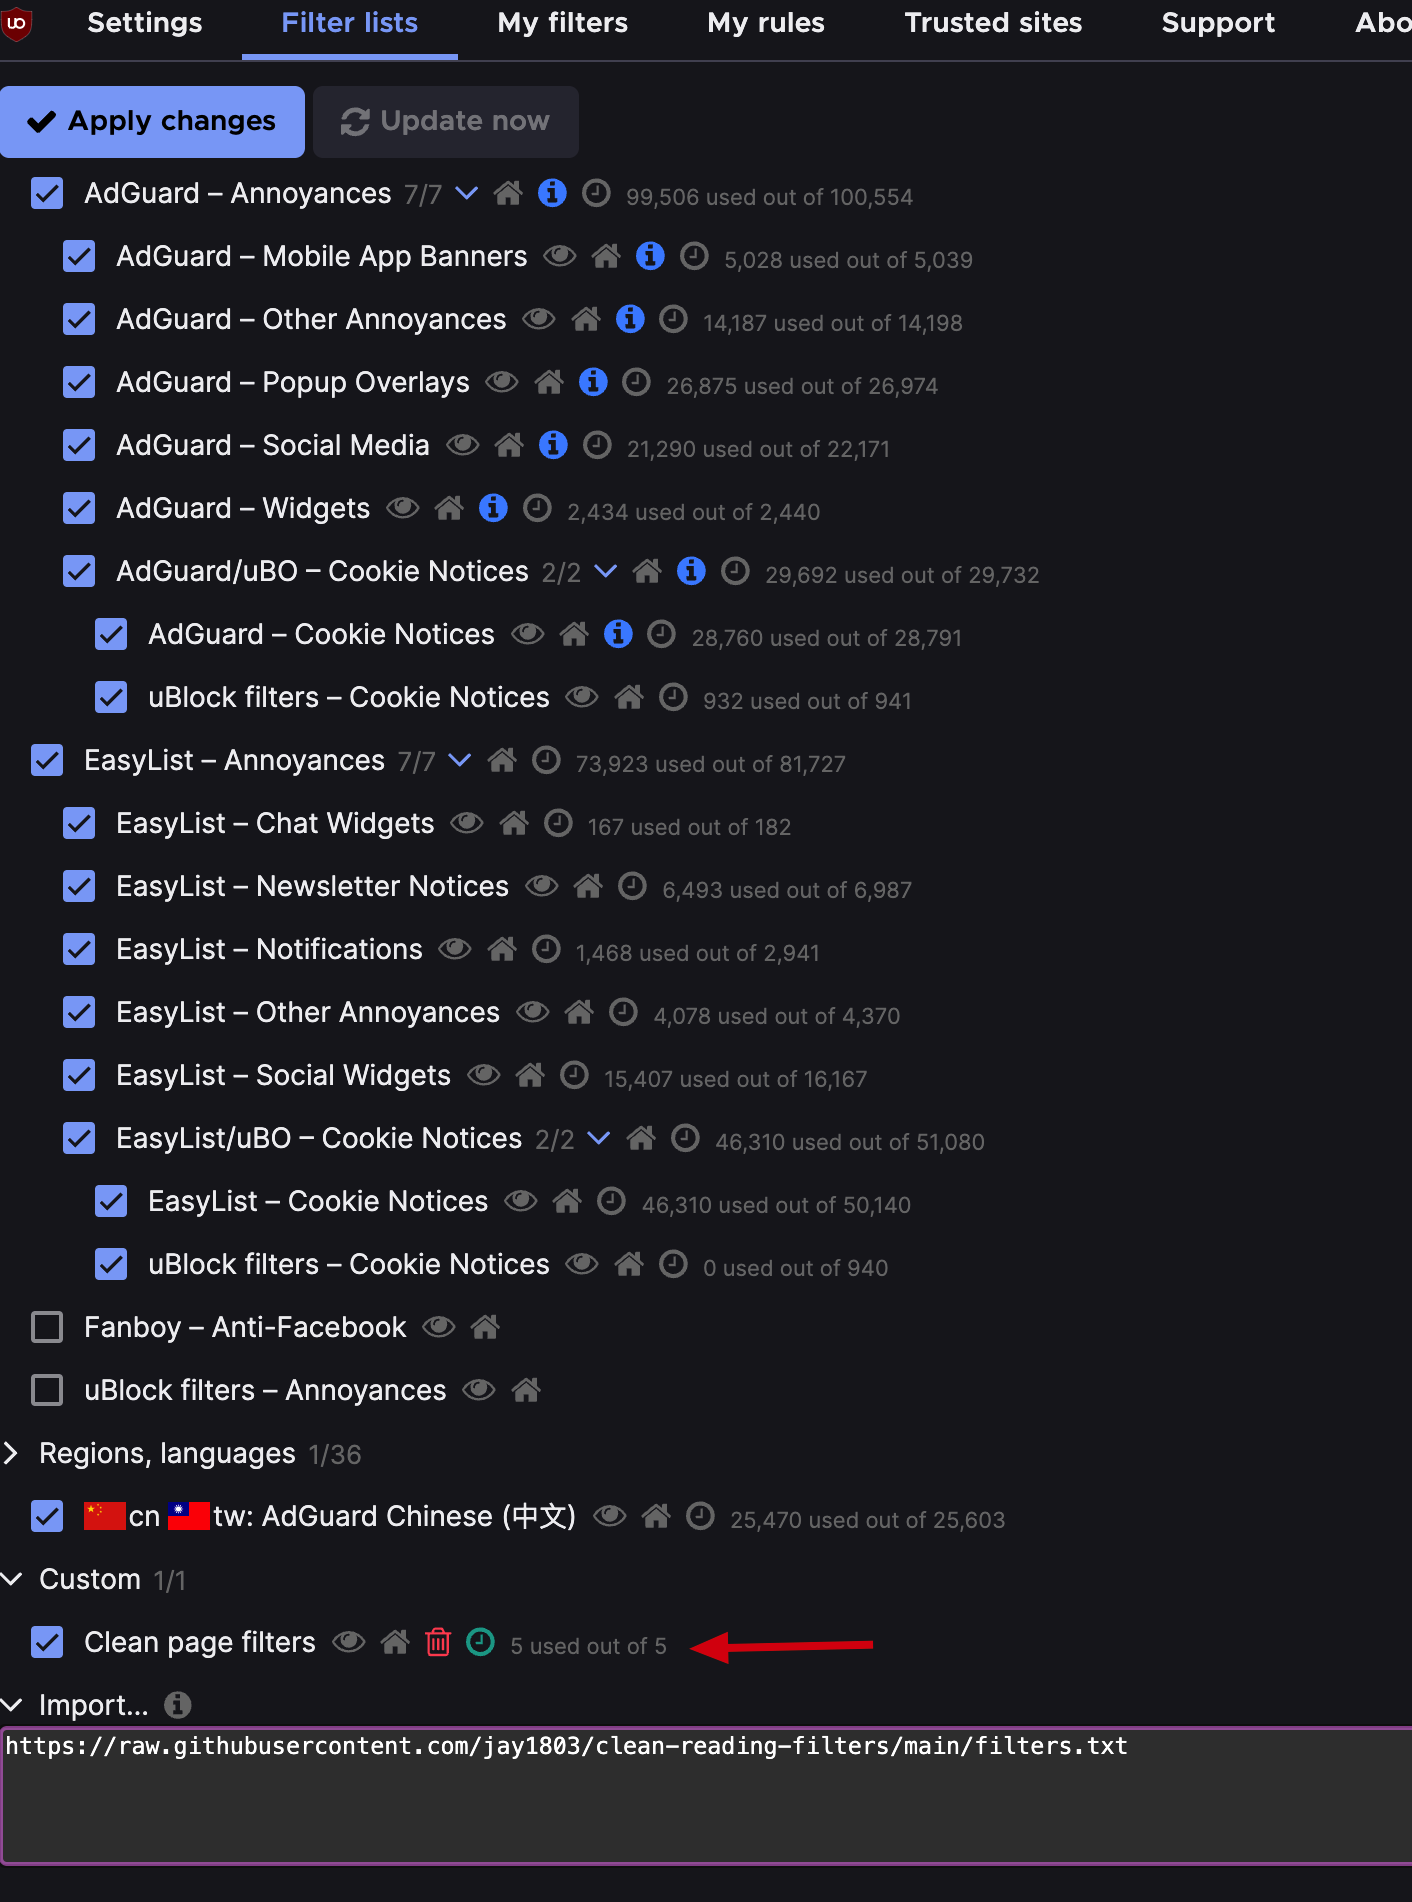 uo Settings Filter lists My filters My rules Trusted sites Support Abo
Apply changes Update now
AdGuard – Annoyances 7/7 99,506 used out of 100,554
AdGuard – Mobile App Banners 5,028 used out of 5,039
AdGuard – Other Annoyances 14,187 used out of 14,198
AdGuard – Popup Overlays 26,875 used out of 26,974
AdGuard – Social Media 21,290 used out of 22,171
AdGuard – Widgets 2,434 used out of 2,440
AdGuard/uBO – Cookie Notices 2/2 29,692 used out of 29,732
AdGuard – Cookie Notices 28,760 used out of 28,791
uBlock filters – Cookie Notices 932 used out of 941
EasyList – Annoyances 7/7 73,923 used out of 81,727
EasyList – Chat Widgets 167 used out of 182
EasyList – Newsletter Notices 6,493 used out of 6,987
EasyList – Notifications 1,468 used out of 2,941
EasyList – Other Annoyances 4,078 used out of 4,370
EasyList – Social Widgets 15,407 used out of 16,167
EasyList/uBO – Cookie Notices 2/2 46,310 used out of 51,080
EasyList – Cookie Notices 46,310 used out of 50,140
uBlock filters – Cookie Notices 0 used out of 940
Fanboy – Anti-Facebook
uBlock filters – Annoyances
Regions, languages 1/36
🇨🇳cn 🇹🇼tw: AdGuard Chinese (中文) 25,470 used out of 25,603
Custom 1/1
Clean page filters 5 used out of 5
Import...
https://raw.githubusercontent.com/jay1803/clean-reading-filters/main/filters.txt